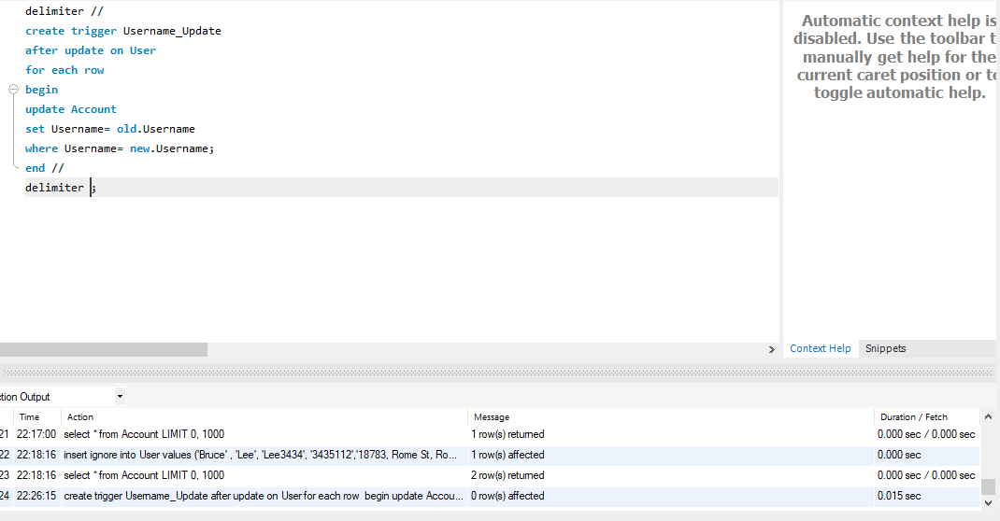 delimiter //
create trigger Username_Update
after update on User
for each row
begin
update Account
set Username= old.Username
where Username= new.Username;
end //
delimiter ;
Automatic context help is
disabled. Use the toolbar t
manually get help for the
current caret position or to
toggle automatic help.
Context Help Snippets
ction Output
Time Action Message Duration / Fetch
21 22:17:00 select * from Account LIMIT 0, 1000 1 row(s) returned 0.000 sec / 0.000 sec
22 22:18:16 insert ignore into User values ('Bruce' , 'Lee', 'Lee3434', '3435112','18783, Rome St, Ro... 1 row(s) affected 0.000 sec
23 22:18:16 select * from Account LIMIT 0, 1000 2 row(s) returned 0.000 sec / 0.000 sec
24 22:26:15 create trigger Username_Update after update on User for each row begin update Accou... 0 row(s) affected 0.015 sec